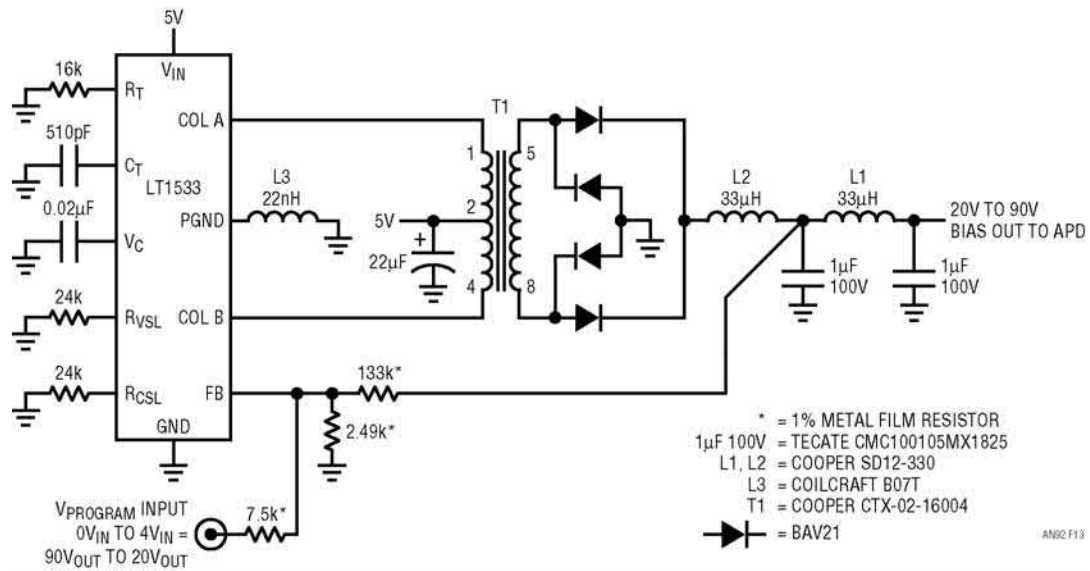 5V
VIN
16k
RT
COL A
T1
510pF
CT
LT1533
0.02µF
VC
L3
22nH
PGND
5V
+
22µF
1
2
4
5
8
L2
33µH
L1
33µH
20V TO 90V
BIAS OUT TO APD
1µF
100V
1µF
100V
24k
RVSL
COL B
24k
RCSL
FB
133k*
2.49k*
GND
VPROGRAM INPUT
0VIN TO 4VIN =
90VOUT TO 20VOUT
7.5k*
* = 1% METAL FILM RESISTOR
1µF 100V = TECATE CMC100105MX1825
L1, L2 = COOPER SD12-330
L3 = COILCRAFT B07T
T1 = COOPER CTX-02-16004
= BAV21
AN92 F13